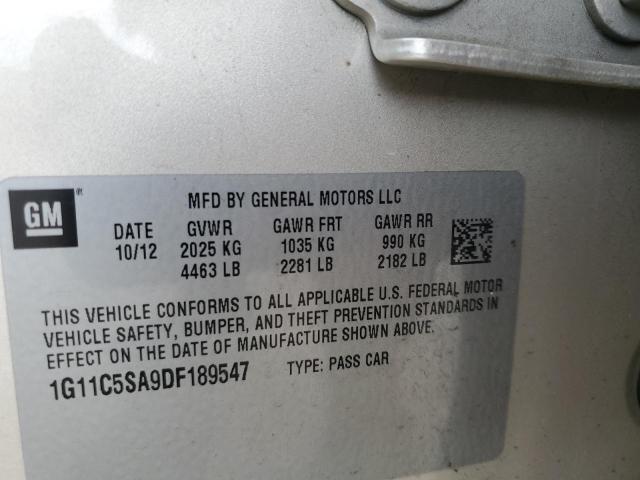 GM
MFD BY GENERAL MOTORS LLC
DATE GVWR GAWR FRT GAWR RR
10/12 2025 KG 1035 KG 990 KG
4463 LB 2281 LB 2182 LB
THIS VEHICLE CONFORMS TO ALL APPLICABLE U.S. FEDERAL MOTOR
VEHICLE SAFETY, BUMPER, AND THEFT PREVENTION STANDARDS IN
EFFECT ON THE DATE OF MANUFACTURE SHOWN ABOVE.
1G11C5SA9DF189547 TYPE: PASS CAR